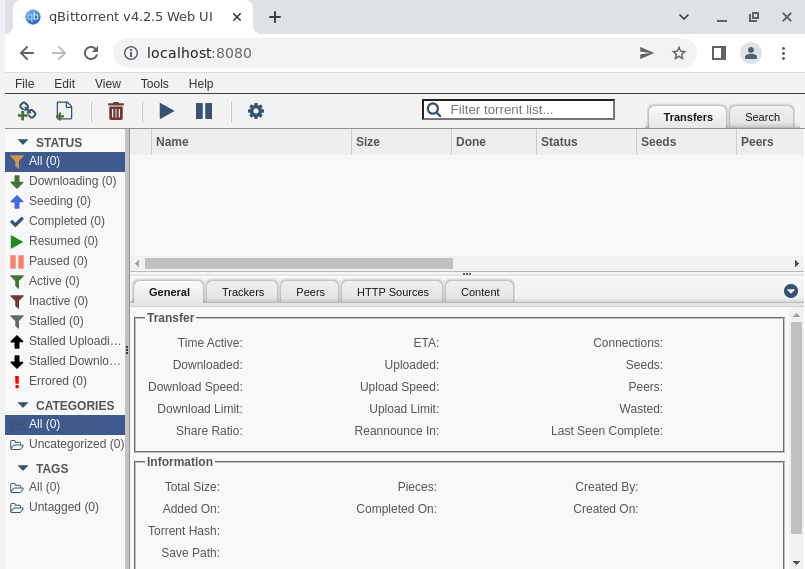 qBittorrent v4.2.5 Web UI
localhost:8080
File Edit View Tools Help
Filter torrent list...
Transfers Search
STATUS
All (0)
Downloading (0)
Seeding (0)
Completed (0)
Resumed (0)
Paused (0)
Active (0)
Inactive (0)
Stalled (0)
Stalled Uploadi...
Stalled Downlo...
Errored (0)
CATEGORIES
All (0)
Uncategorized (0)
TAGS
All (0)
Untagged (0)
Name Size Done Status Seeds Peers
General Trackers Peers HTTP Sources Content
Transfer
Time Active: ETA: Connections:
Downloaded: Uploaded: Seeds:
Download Speed: Upload Speed: Peers:
Download Limit: Upload Limit: Wasted:
Share Ratio: Reannounce In: Last Seen Complete:
Information
Total Size: Pieces: Created By:
Added On: Completed On: Created On:
Torrent Hash:
Save Path: